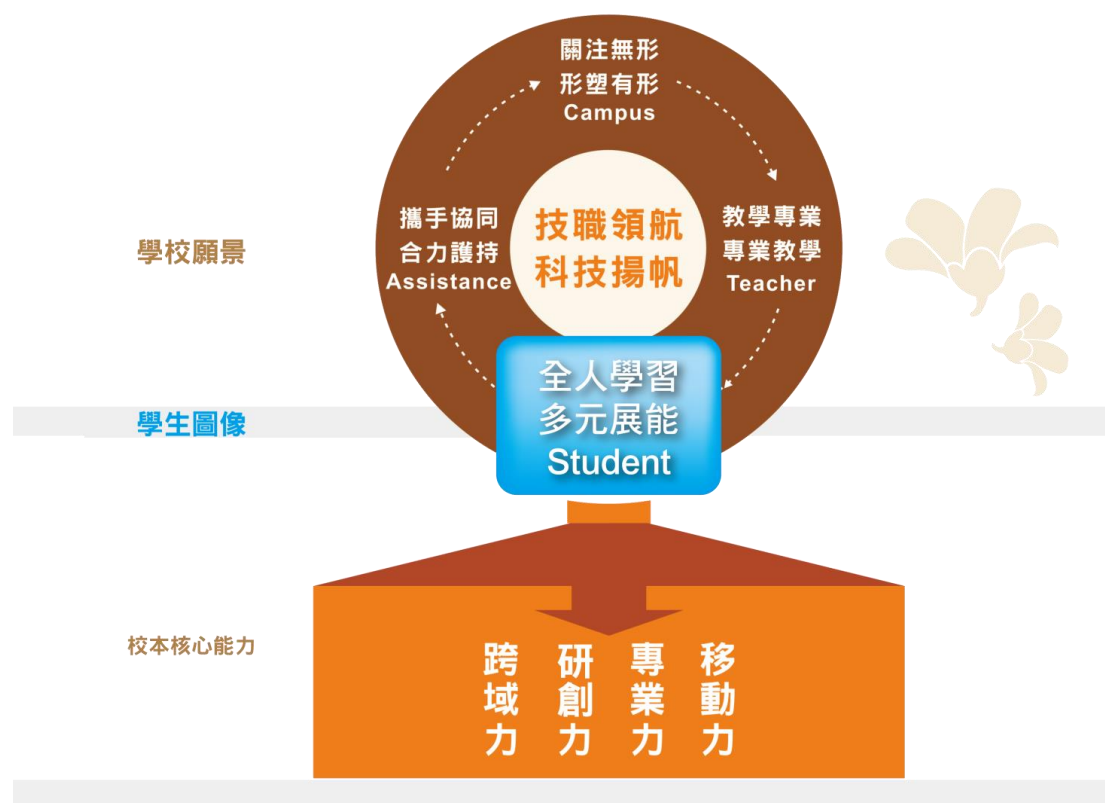 關注無形
形塑有形
Campus
教學專業
專業教學
Teacher
攜手協同
合力護持
Assistance
技職領航
科技揚帆
學校願景
全人學習
多元展能
Student
學生圖像
校本核心能力
跨域力
研創力
專業力
移動力